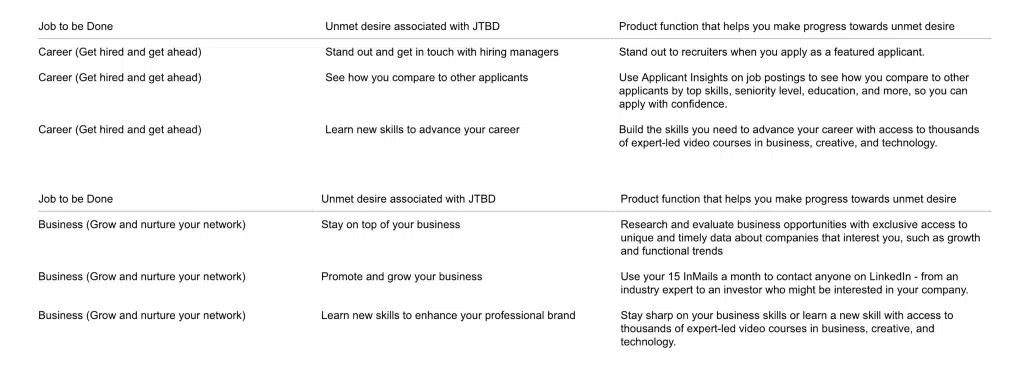 Job to be Done Unmet desire associated with JTBD Product function that helps you make progress towards unmet desire
Career (Get hired and get ahead) Stand out and get in touch with hiring managers Stand out to recruiters when you apply as a featured applicant.
Career (Get hired and get ahead) See how you compare to other applicants Use Applicant Insights on job postings to see how you compare to other
applicants by top skills, seniority level, education, and more, so you can
apply with confidence.
Career (Get hired and get ahead) Learn new skills to advance your career Build the skills you need to advance your career with access to thousands
of expert-led video courses in business, creative, and technology.
Job to be Done Unmet desire associated with JTBD Product function that helps you make progress towards unmet desire
Business (Grow and nurture your network) Stay on top of your business Research and evaluate business opportunities with exclusive access to
unique and timely data about companies that interest you, such as growth
and functional trends
Business (Grow and nurture your network) Promote and grow your business Use your 15 InMails a month to contact anyone on LinkedIn - from an
industry expert to an investor who might be interested in your company.
Business (Grow and nurture your network) Learn new skills to enhance your professional brand Stay sharp on your business skills or learn a new skill with access to
thousands of expert-led video courses in business, creative, and
technology.